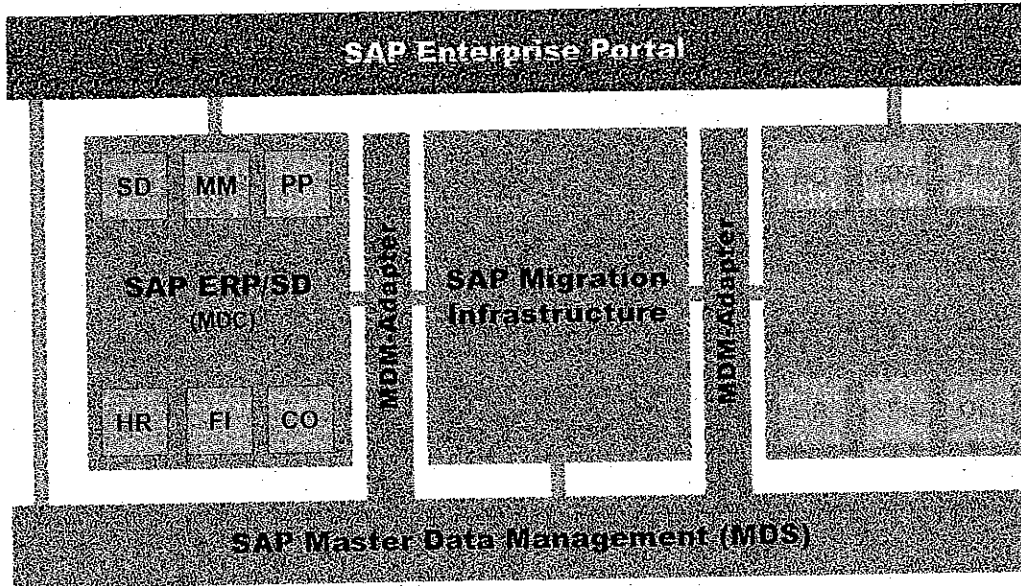 SAP Enterprise Portal
SD MM PP
SAP ERP/SD
(MDC)
HR FI CO
MDM-Adapter
SAP Migration
Infrastructure
MDM-Adapter
SAP Master Data Management (MDS)